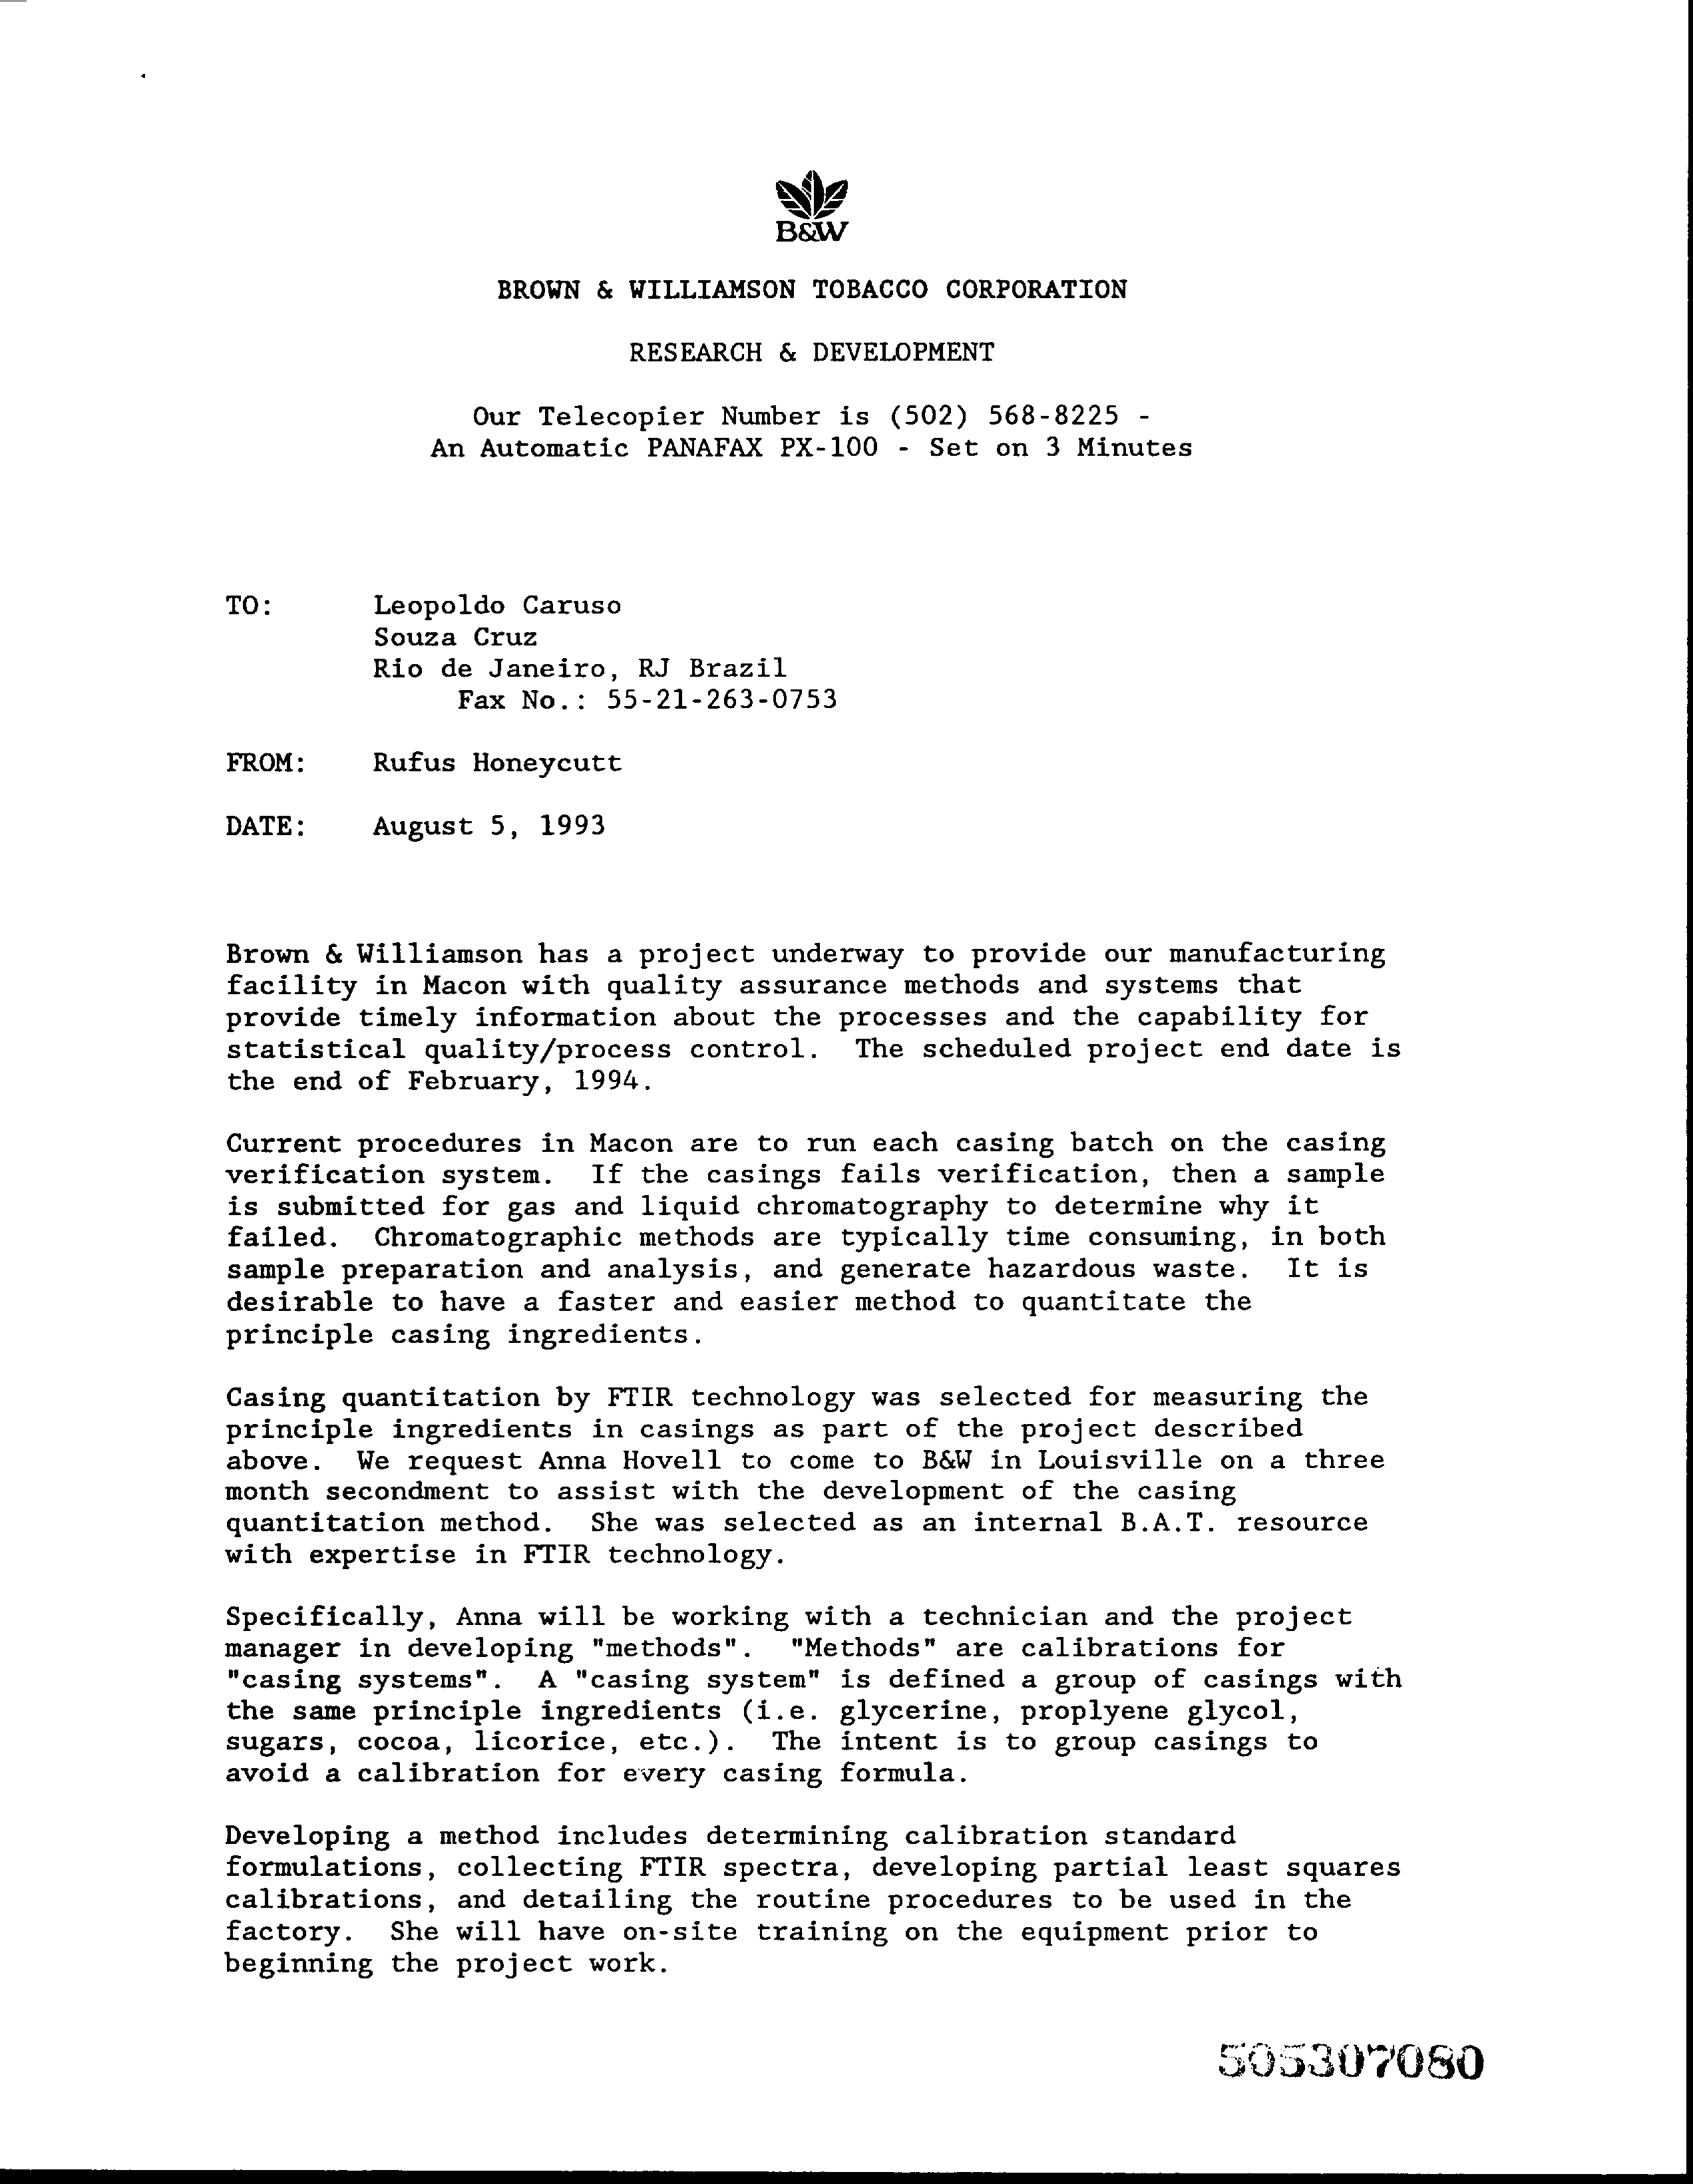 B&W
BROWN & WILLIAMSON TOBACCO CORPORATION
RESEARCH & DEVELOPMENT
Our Telecopier Number is (502) 568-8225 -
An Automatic PANAFAX PX-100 - Set on 3 Minutes
TO: Leopoldo Caruso
Souza Cruz
Rio de Janeiro, RJ Brazil
Fax No.: 55-21-263-0753
FROM: Rufus Honeycutt
DATE: August 5, 1993
Brown & Williamson has a project underway to provide our manufacturing
facility in Macon with quality assurance methods and systems that
provide timely information about the processes and the capability for
statistical quality/process control. The scheduled project end date is
the end of February, 1994.
Current procedures in Macon are to run each casing batch on the casing
verification system. If the casings fails verification, then a sample
is submitted for gas and liquid chromatography to determine why it
failed. Chromatographic methods are typically time consuming, in both
sample preparation and analysis, and generate hazardous waste. It is
desirable to have a faster and easier method to quantitate the
principle casing ingredients.
Casing quantitation by FTIR technology was selected for measuring the
principle ingredients in casings as part of the project described
above. We request Anna Hovell to come to B&W in Louisville on a three
month secondment to assist with the development of the casing
quantitation method. She was selected as an internal B.A.T. resource
with expertise in FTIR technology.
Specifically, Anna will be working with a technician and the project
manager in developing "methods". "Methods" are calibrations for
"casing systems". A "casing system" is defined a group of casings with
the same principle ingredients (i.e. glycerine, proplyene glycol,
sugars, cocoa, licorice, etc.). The intent is to group casings to
avoid a calibration for every casing formula.
Developing a method includes determining calibration standard
formulations, collecting FTIR spectra, developing partial least squares
calibrations, and detailing the routine procedures to be used in the
factory. She will have on-site training on the equipment prior to
beginning the project work.
505307080